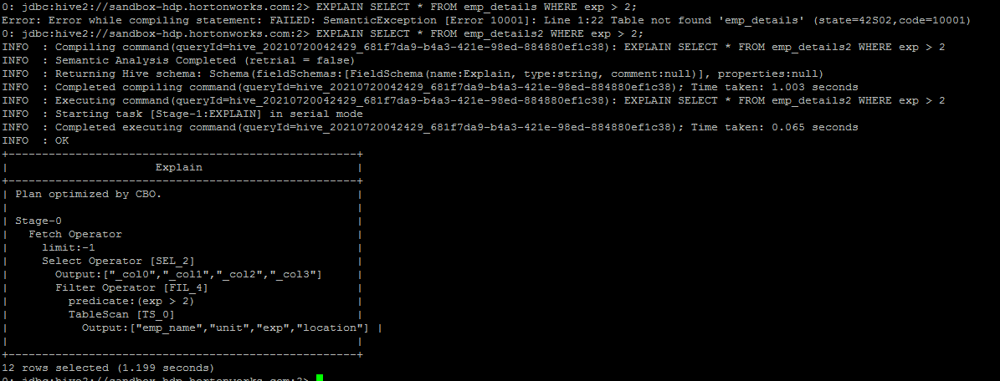 0: jdbc:hive2://sandbox-hdp.hortonworks.com:2> EXPLAIN SELECT * FROM emp_details WHERE exp > 2;
Error: Error while compiling statement: FAILED: SemanticException [Error 10001]: Line 1:22 Table not found 'emp_details' (state=42S02,code=10001)
0: jdbc:hive2://sandbox-hdp.hortonworks.com:2> EXPLAIN SELECT * FROM emp_details2 WHERE exp > 2;
INFO  : Compiling command(queryId=hive_20210720042429_681f7da9-b4a3-421e-98ed-884880ef1c38): EXPLAIN SELECT * FROM emp_details2 WHERE exp > 2
INFO  : Semantic Analysis Completed (retrial = false)
INFO  : Returning Hive schema: Schema(fieldSchemas:[FieldSchema(name:Explain, type:string, comment:null)], properties:null)
INFO  : Completed compiling command(queryId=hive_20210720042429_681f7da9-b4a3-421e-98ed-884880ef1c38); Time taken: 1.003 seconds
INFO  : Executing command(queryId=hive_20210720042429_681f7da9-b4a3-421e-98ed-884880ef1c38): EXPLAIN SELECT * FROM emp_details2 WHERE exp > 2
INFO  : Starting task [Stage-1:EXPLAIN] in serial mode
INFO  : Completed executing command(queryId=hive_20210720042429_681f7da9-b4a3-421e-98ed-884880ef1c38); Time taken: 0.065 seconds
INFO  : OK
+----------------------------------------------------+
|                      Explain                       |
+----------------------------------------------------+
| Plan optimized by CBO.                             |
|                                                    |
| Stage-0                                            |
|   Fetch Operator                                   |
|     limit:-1                                       |
|     Select Operator [SEL_2]                        |
|       Output:["_col0","_col1","_col2","_col3"]     |
|       Filter Operator [FIL_4]                      |
|         predicate:(exp > 2)                        |
|         TableScan [TS_0]                           |
|           Output:["emp_name","unit","exp","location"] |
|                                                    |
+----------------------------------------------------+
12 rows selected (1.199 seconds)
0: jdbc:hive2://sandbox-hdp.hortonworks.com:2>